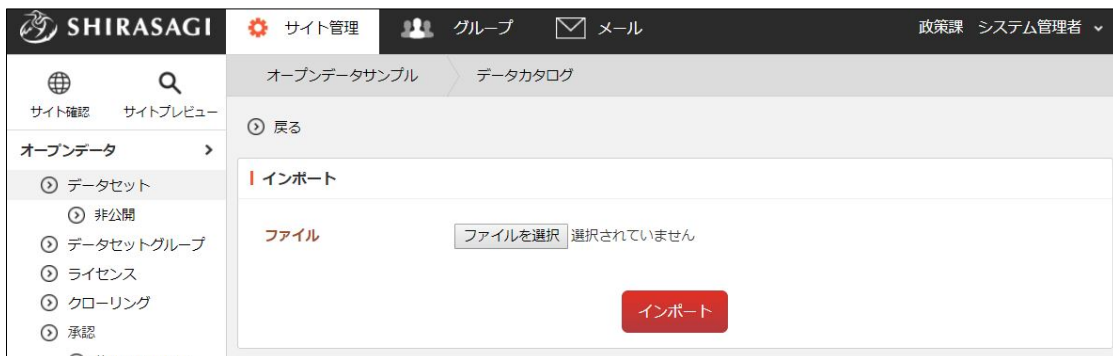 SHIRASAGI サイト管理 グループ メール 政策課 システム管理者
サイト確認 サイトプレビュー
オープンデータサンプル データカタログ
戻る
オープンデータ
データセット
非公開
データセットグループ
ライセンス
クローリング
承認
インポート
ファイル ファイルを選択 選択されていません
インポート